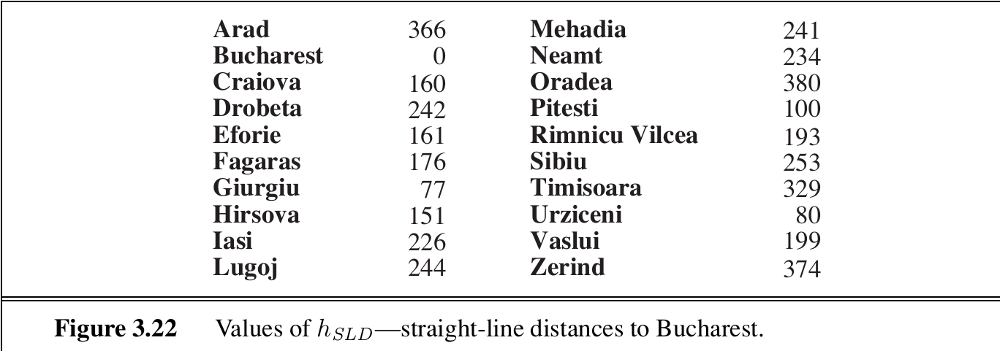 Arad 366 Mehadia 241
Bucharest 0 Neamt 234
Craiova 160 Oradea 380
Drobeta 242 Pitesti 100
Eforie 161 Rimnicu Vilcea 193
Fagaras 176 Sibiu 253
Giurgiu 77 Timisoara 329
Hirsova 151 Urziceni 80
Iasi 226 Vaslui 199
Lugoj 244 Zerind 374
Figure 3.22 Values of hSLD—straight-line distances to Bucharest.